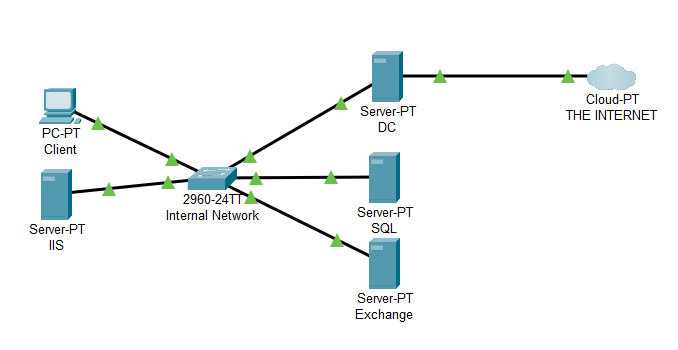 Server-PT
DC
Cloud-PT
THE INTERNET
PC-PT
Client
2960-24TT
Internal Network
Server-PT
SQL
Server-PT
IIS
Server-PT
Exchange